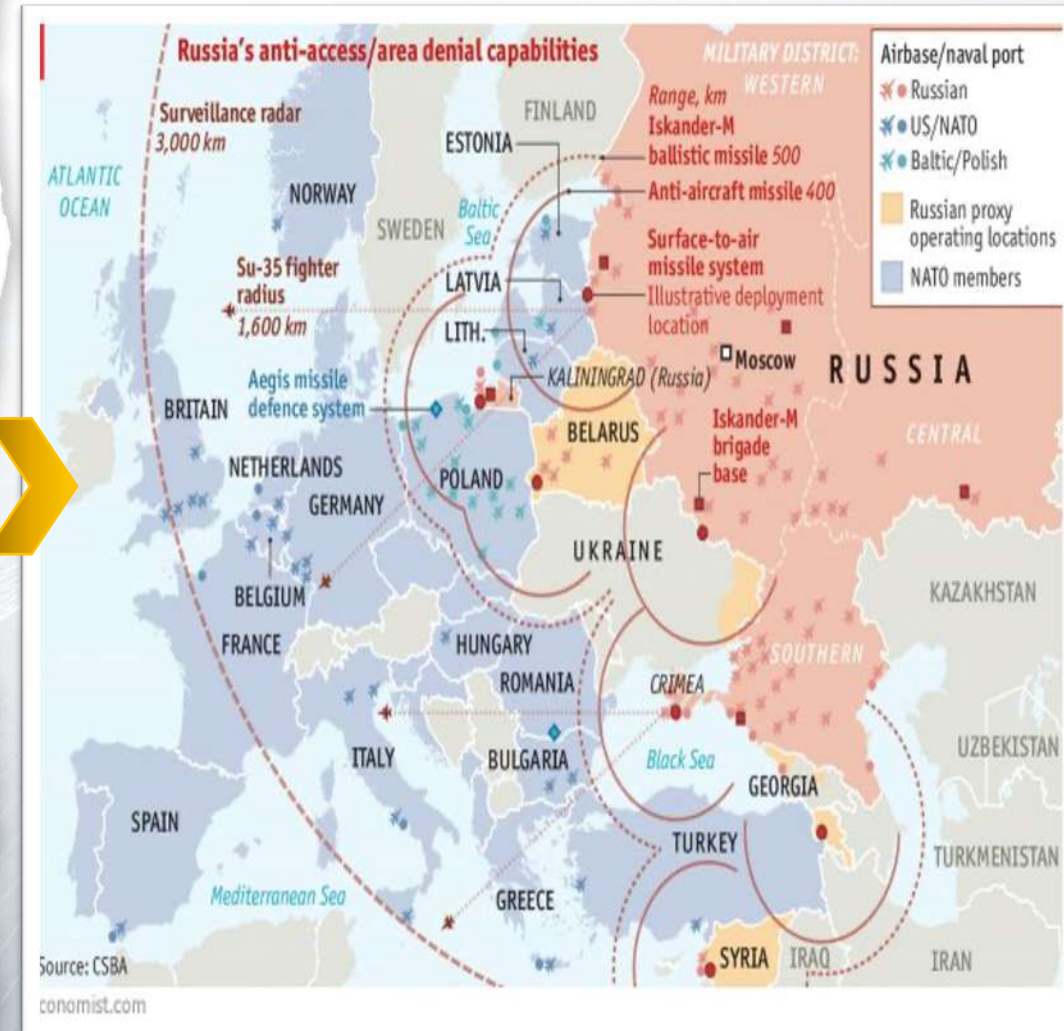 Russia's anti-access/area denial capabilities
MILITARY DISTRICT:
WESTERN
Airbase/naval port
Russian
US/NATO
Baltic/Polish
Russian proxy
operating locations
NATO members
Surveillance radar
3,000 km
ATLANTIC
OCEAN
NORWAY
FINLAND
ESTONIA
Range, km
Iskander-M
ballistic missile 500
Anti-aircraft missile 400
SWEDEN
Baltic
Sea
Surface-to-air
missile system
Illustrative deployment
location
Su-35 fighter
radius
1,600 km
LATVIA
LITH.
KALININGRAD (Russia)
Moscow
RUSSIA
Aegis missile
defence system
BRITAIN
BELARUS
Iskander-M
brigade
base
CENTRAL
NETHERLANDS
GERMANY
POLAND
UKRAINE
BELGIUM
KAZAKHSTAN
FRANCE
HUNGARY
SOUTHERN
ROMANIA
CRIMEA
ITALY
BULGARIA
Black Sea
GEORGIA
UZBEKISTAN
SPAIN
TURKEY
TURKMENISTAN
Mediterranean Sea
GREECE
SYRIA
IRAQ
IRAN
Source: CSBA
conomist.com